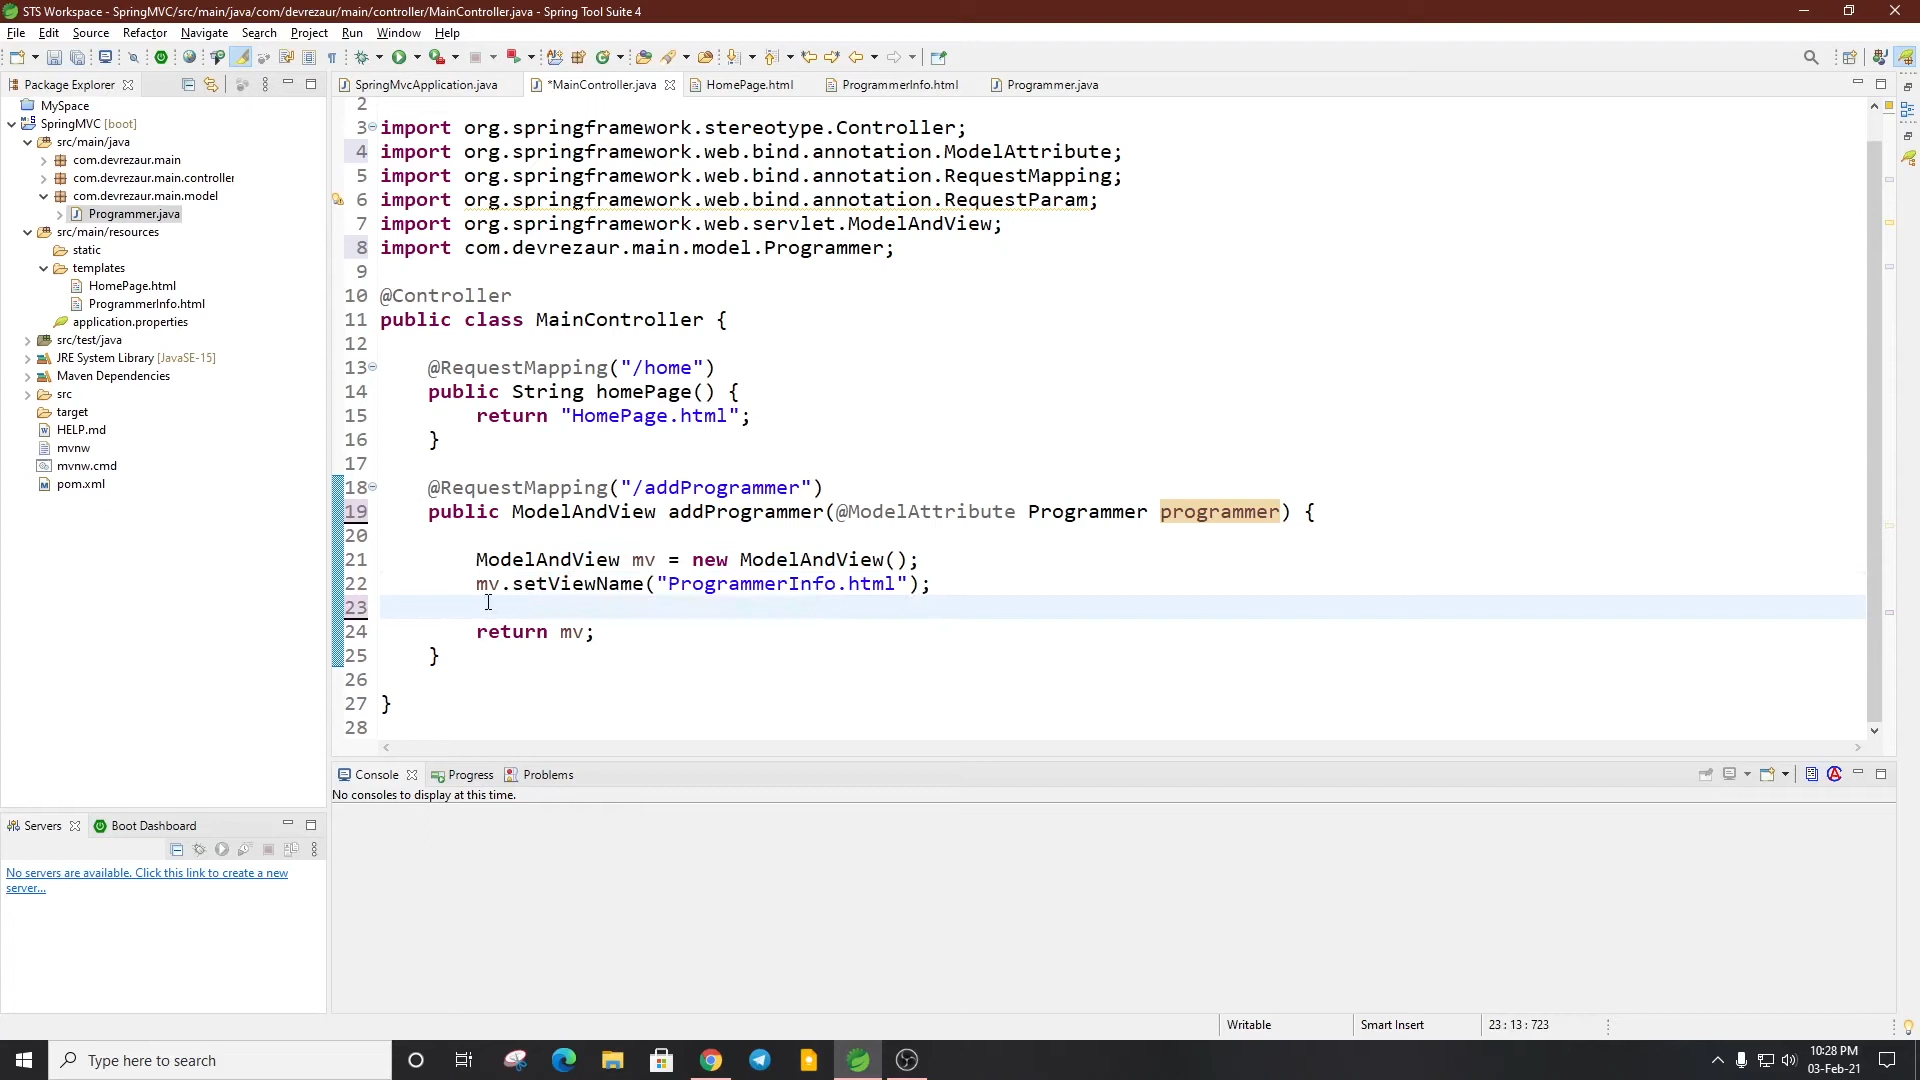 STS Workspace - SpringMVC/src/main/java/com/devrezaur/main/controller/MainController.java - Spring Tool Suite 4
File Edit Source Refactor Navigate Search Project Run Window Help
Package Explorer
MySpace
SpringMVC [boot]
src/main/java
com.devrezaur.main
com.devrezaur.main.controller
com.devrezaur.main.model
Programmer.java
src/main/resources
static
templates
HomePage.html
ProgrammerInfo.html
application.properties
src/test/java
JRE System Library [JavaSE-15]
Maven Dependencies
src
target
HELP.md
mvnw
mvnw.cmd
pom.xml
SpringMvcApplication.java *MainController.java HomePage.html ProgrammerInfo.html Programmer.java
2
3 import org.springframework.stereotype.Controller;
4 import org.springframework.web.bind.annotation.ModelAttribute;
5 import org.springframework.web.bind.annotation.RequestMapping;
6 import org.springframework.web.bind.annotation.RequestParam;
7 import org.springframework.web.servlet.ModelAndView;
8 import com.devrezaur.main.model.Programmer;
9
10 @Controller
11 public class MainController {
12
13 @RequestMapping("/home")
14 public String homePage() {
15 return "HomePage.html";
16 }
17
18 @RequestMapping("/addProgrammer")
19 public ModelAndView addProgrammer(@ModelAttribute Programmer programmer) {
20
21 ModelAndView mv = new ModelAndView();
22 mv.setViewName("ProgrammerInfo.html");
23
24 return mv;
25 }
26
27 }
28
Console Progress Problems
No consoles to display at this time.
Servers Boot Dashboard
No servers are available. Click this link to create a new
server...
Writable Smart Insert 23 : 13 : 723
Type here to search
10:28 PM
03-Feb-21